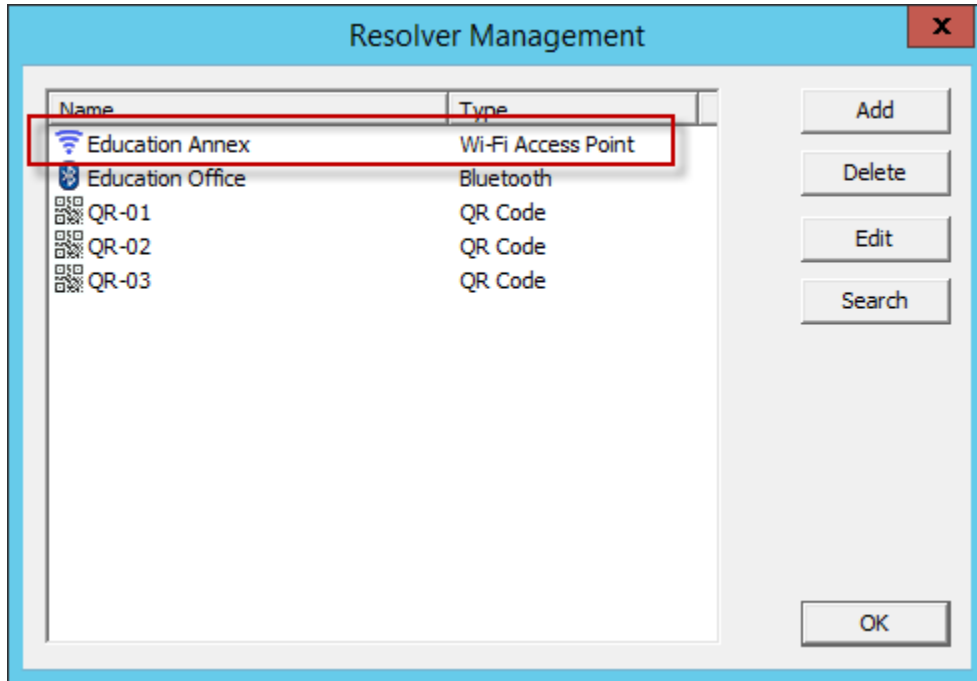 Resolver Management
x
Name Type
Education Annex Wi-Fi Access Point
Education Office Bluetooth
QR-01 QR Code
QR-02 QR Code
QR-03 QR Code
Add
Delete
Edit
Search
OK